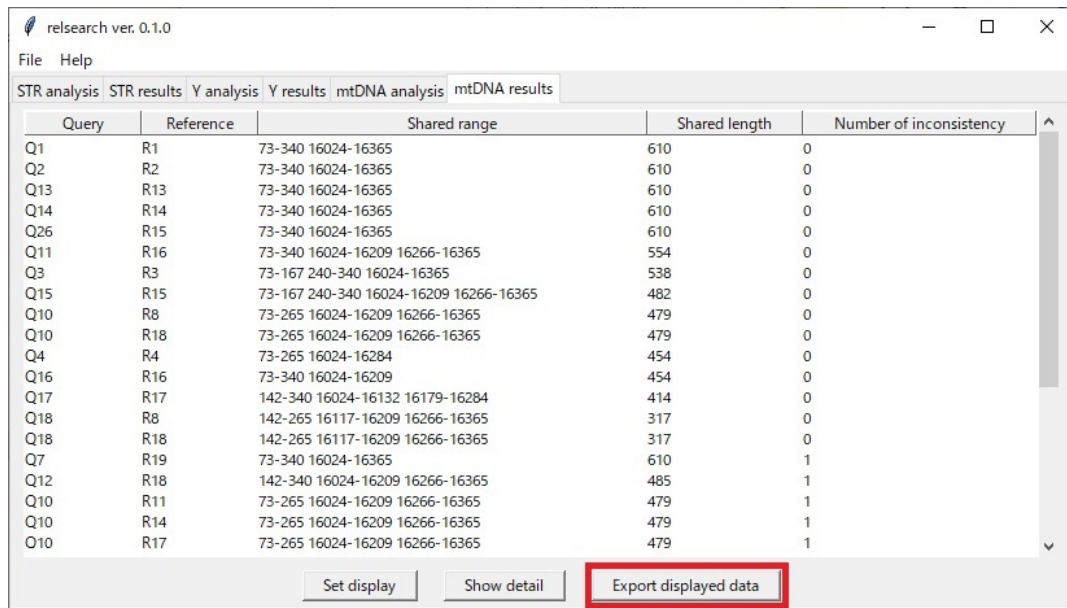 relsearch ver. 0.1.0
File Help
STR analysis STR results Y analysis Y results mtDNA analysis mtDNA results
Query Reference Shared range Shared length Number of inconsistency
Q1 R1 73-340 16024-16365 610 0
Q2 R2 73-340 16024-16365 610 0
Q13 R13 73-340 16024-16365 610 0
Q14 R14 73-340 16024-16365 610 0
Q26 R15 73-340 16024-16365 610 0
Q11 R16 73-340 16024-16209 16266-16365 554 0
Q3 R3 73-167 240-340 16024-16365 538 0
Q15 R15 73-167 240-340 16024-16209 16266-16365 482 0
Q10 R8 73-265 16024-16209 16266-16365 479 0
Q10 R18 73-265 16024-16209 16266-16365 479 0
Q4 R4 73-265 16024-16284 454 0
Q16 R16 73-340 16024-16209 454 0
Q17 R17 142-340 16024-16132 16179-16284 414 0
Q18 R8 142-265 16117-16209 16266-16365 317 0
Q18 R18 142-265 16117-16209 16266-16365 317 0
Q7 R19 73-340 16024-16365 610 1
Q12 R18 142-340 16024-16209 16266-16365 485 1
Q10 R11 73-265 16024-16209 16266-16365 479 1
Q10 R14 73-265 16024-16209 16266-16365 479 1
Q10 R17 73-265 16024-16209 16266-16365 479 1
Set display Show detail Export displayed data